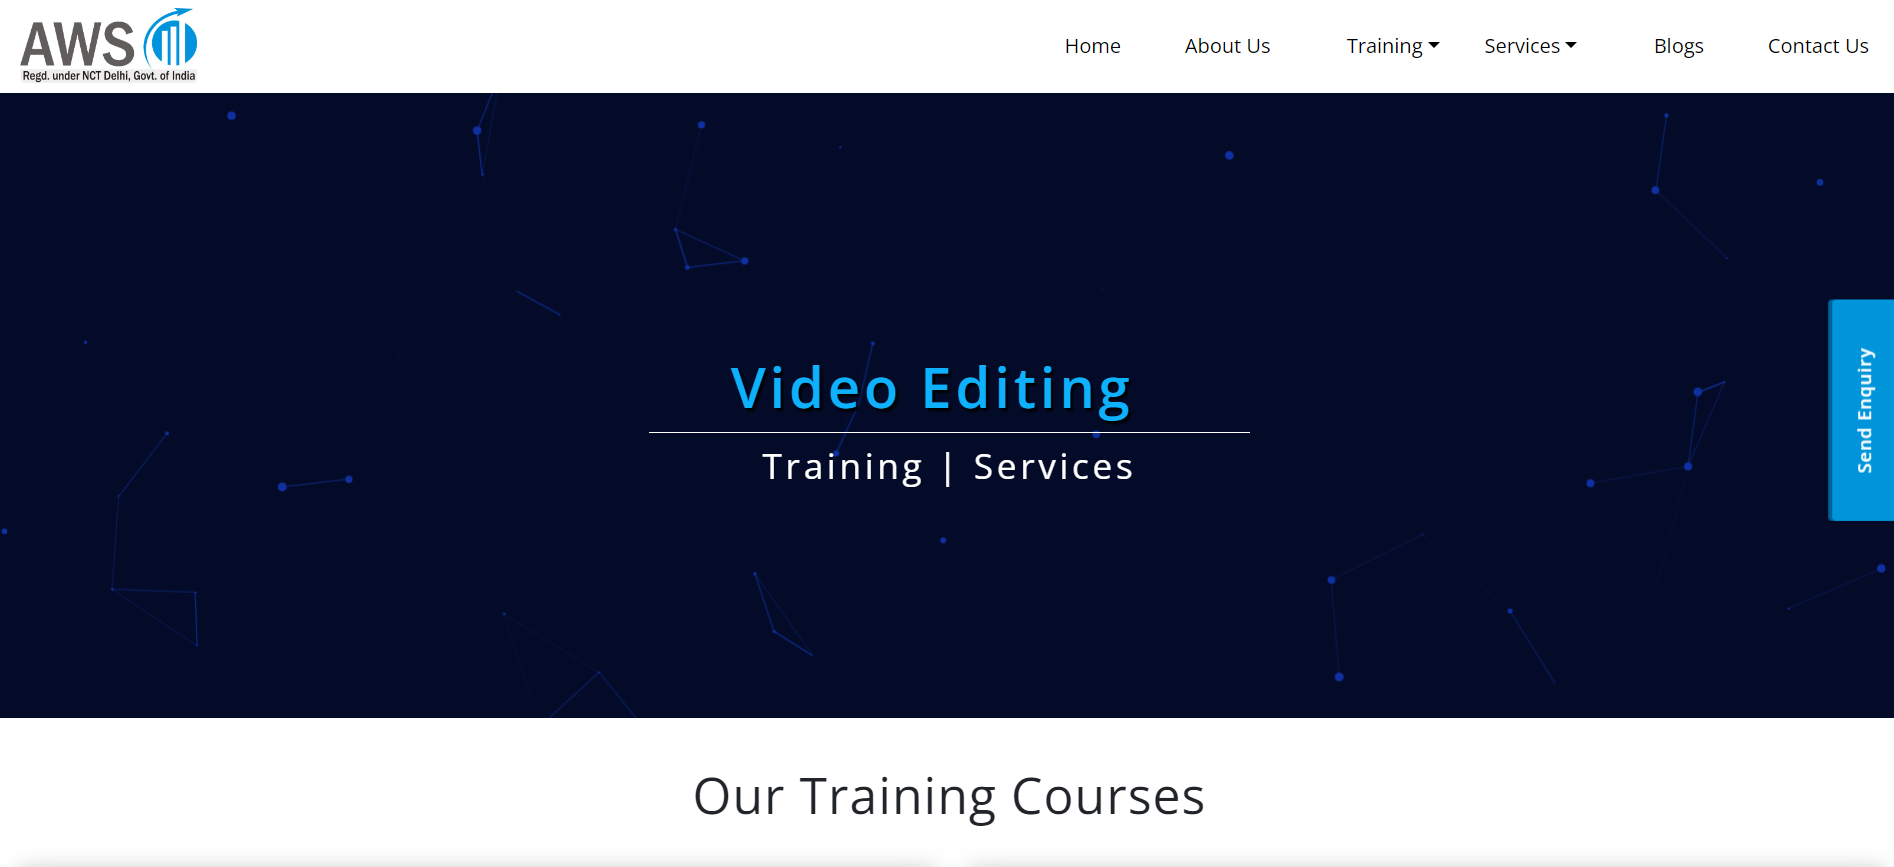 AWS
Regd. under NCT Delhi, Govt. of India
Home About Us Training Services Blogs Contact Us
Video Editing
Training | Services
Send Enquiry
Our Training Courses